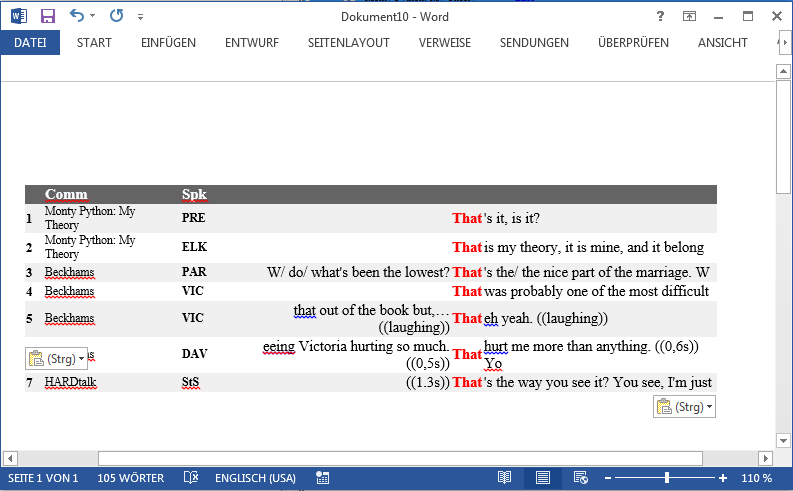 Dokument10 - Word
?
DATEI START EINFÜGEN ENTWURF SEITENLAYOUT VERWEISE SENDUNGEN ÜBERPRÜFEN ANSICHT
Comm Spk
1 Monty Python: My Theory PRE That 's it, is it?
2 Monty Python: My Theory ELK That is my theory, it is mine, and it belong
3 Beckhams PAR W/ do/ what's been the lowest? That 's the/ the nice part of the marriage. W
4 Beckhams VIC That was probably one of the most difficult
5 Beckhams VIC that out of the book but,… ((laughing)) That eh yeah. ((laughing))
(Strg) ns DAV eeing Victoria hurting so much. ((0,5s)) That hurt me more than anything. ((0,6s)) Yo
7 HARDtalk StS ((1.3s)) That 's the way you see it? You see, I'm just
(Strg)
SEITE 1 VON 1 105 WÖRTER ENGLISCH (USA) 110 %